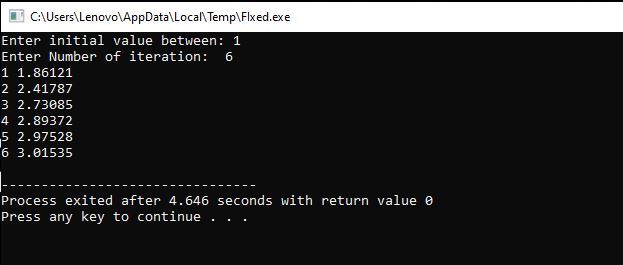 C:\Users\Lenovo\AppData\Local\Temp\FIxed.exe
Enter initial value between: 1
Enter Number of iteration:  6
1 1.86121
2 2.41787
3 2.73085
4 2.89372
5 2.97528
6 3.01535
--------------------------------
Process exited after 4.646 seconds with return value 0
Press any key to continue . . .